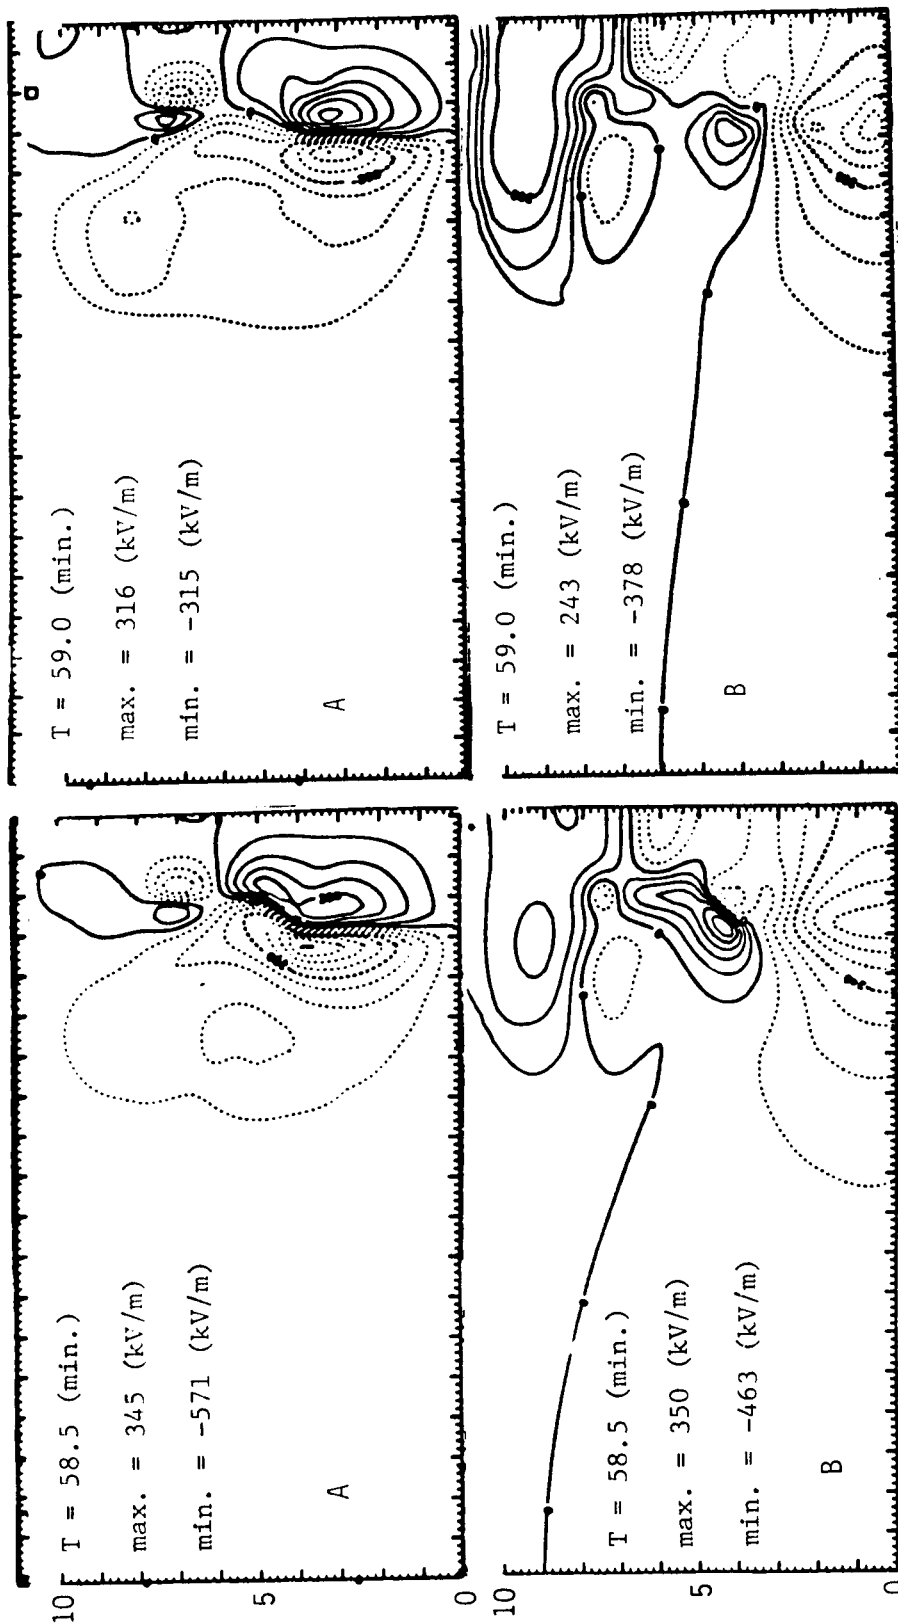 T = 58.5 (min.)
max. = 345 (kV/m)
min. = -571 (kV/m)
A
10
5
0
T = 59.0 (min.)
max. = 316 (kV/m)
min. = -315 (kV/m)
A
T = 58.5 (min.)
max. = 350 (kV/m)
min. = -463 (kV/m)
B
10
5
0
T = 59.0 (min.)
max. = 243 (kV/m)
min. = -378 (kV/m)
B